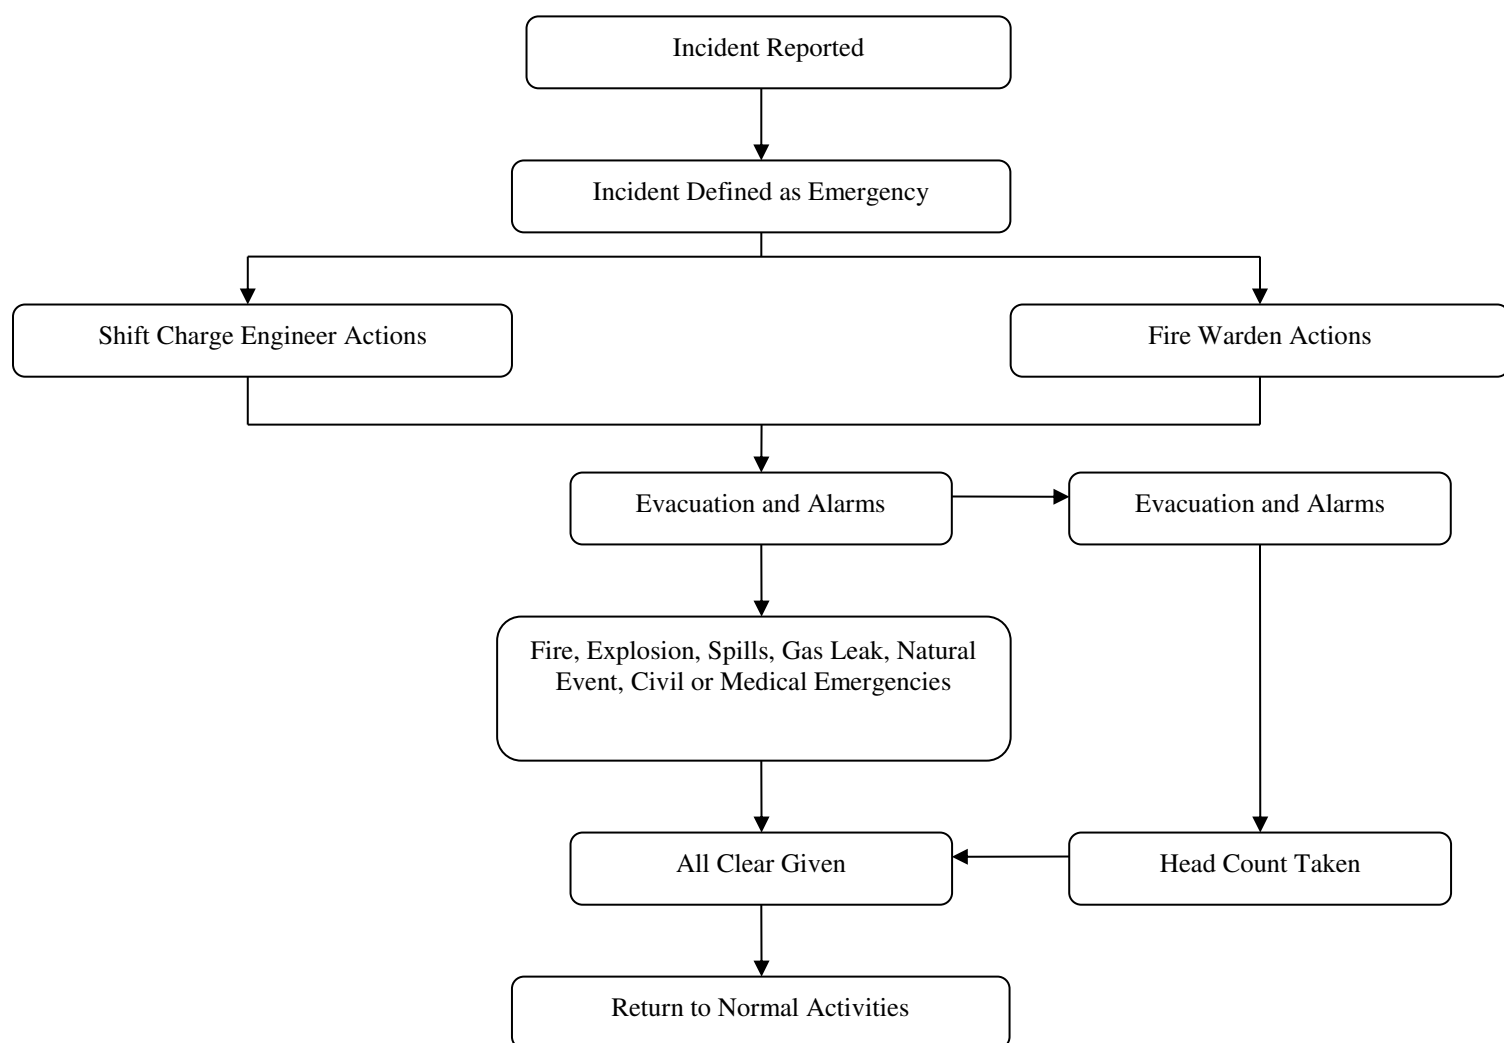 Incident Reported
Incident Defined as Emergency
Shift Charge Engineer Actions
Fire Warden Actions
Evacuation and Alarms
Evacuation and Alarms
Fire, Explosion, Spills, Gas Leak, Natural
Event, Civil or Medical Emergencies
All Clear Given
Head Count Taken
Return to Normal Activities